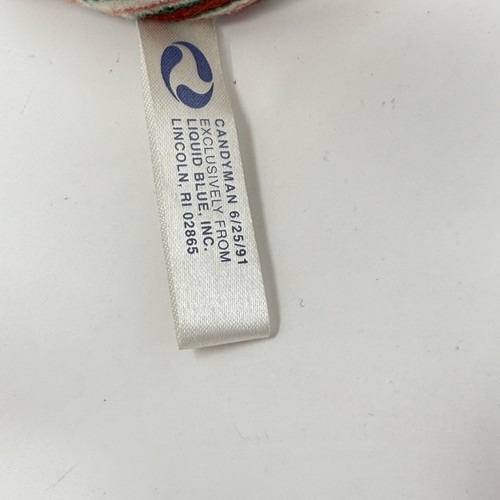 CANDYMAN 6/25/91
EXCLUSIVELY FROM
LIQUID BLUE, INC.
LINCOLN, RI 02865